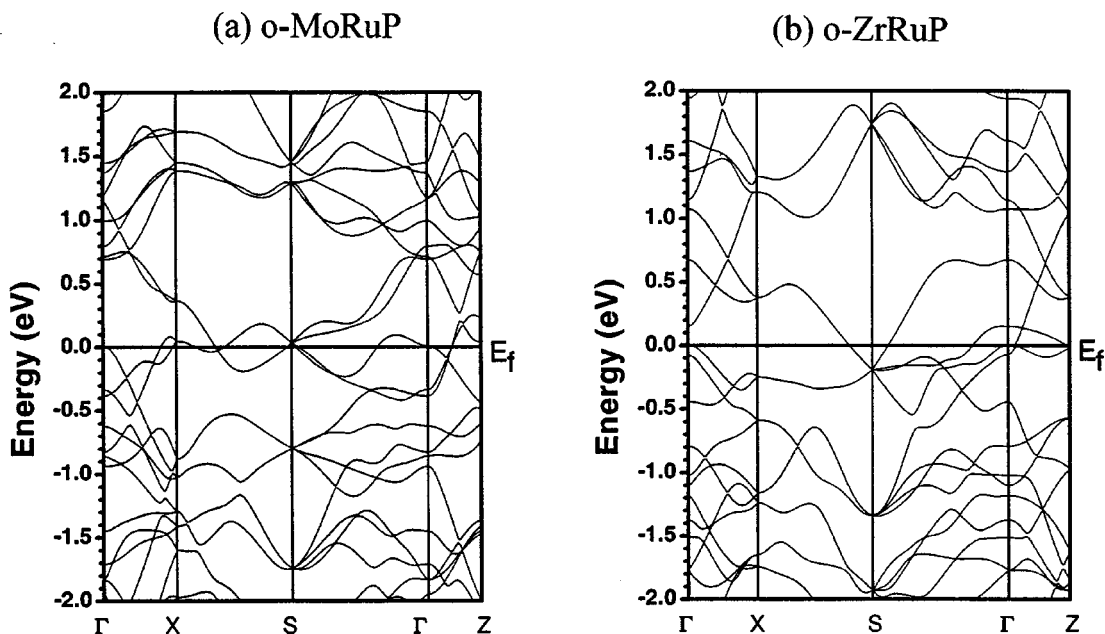 (a) o-MoRuP
(b) o-ZrRuP
2.0
1.5
1.0
0.5
0.0
-0.5
-1.0
-1.5
-2.0
Energy (eV)
E_f
Γ X S Γ Z
2.0
1.5
1.0
0.5
0.0
-0.5
-1.0
-1.5
-2.0
Energy (eV)
E_f
Γ X S Γ Z